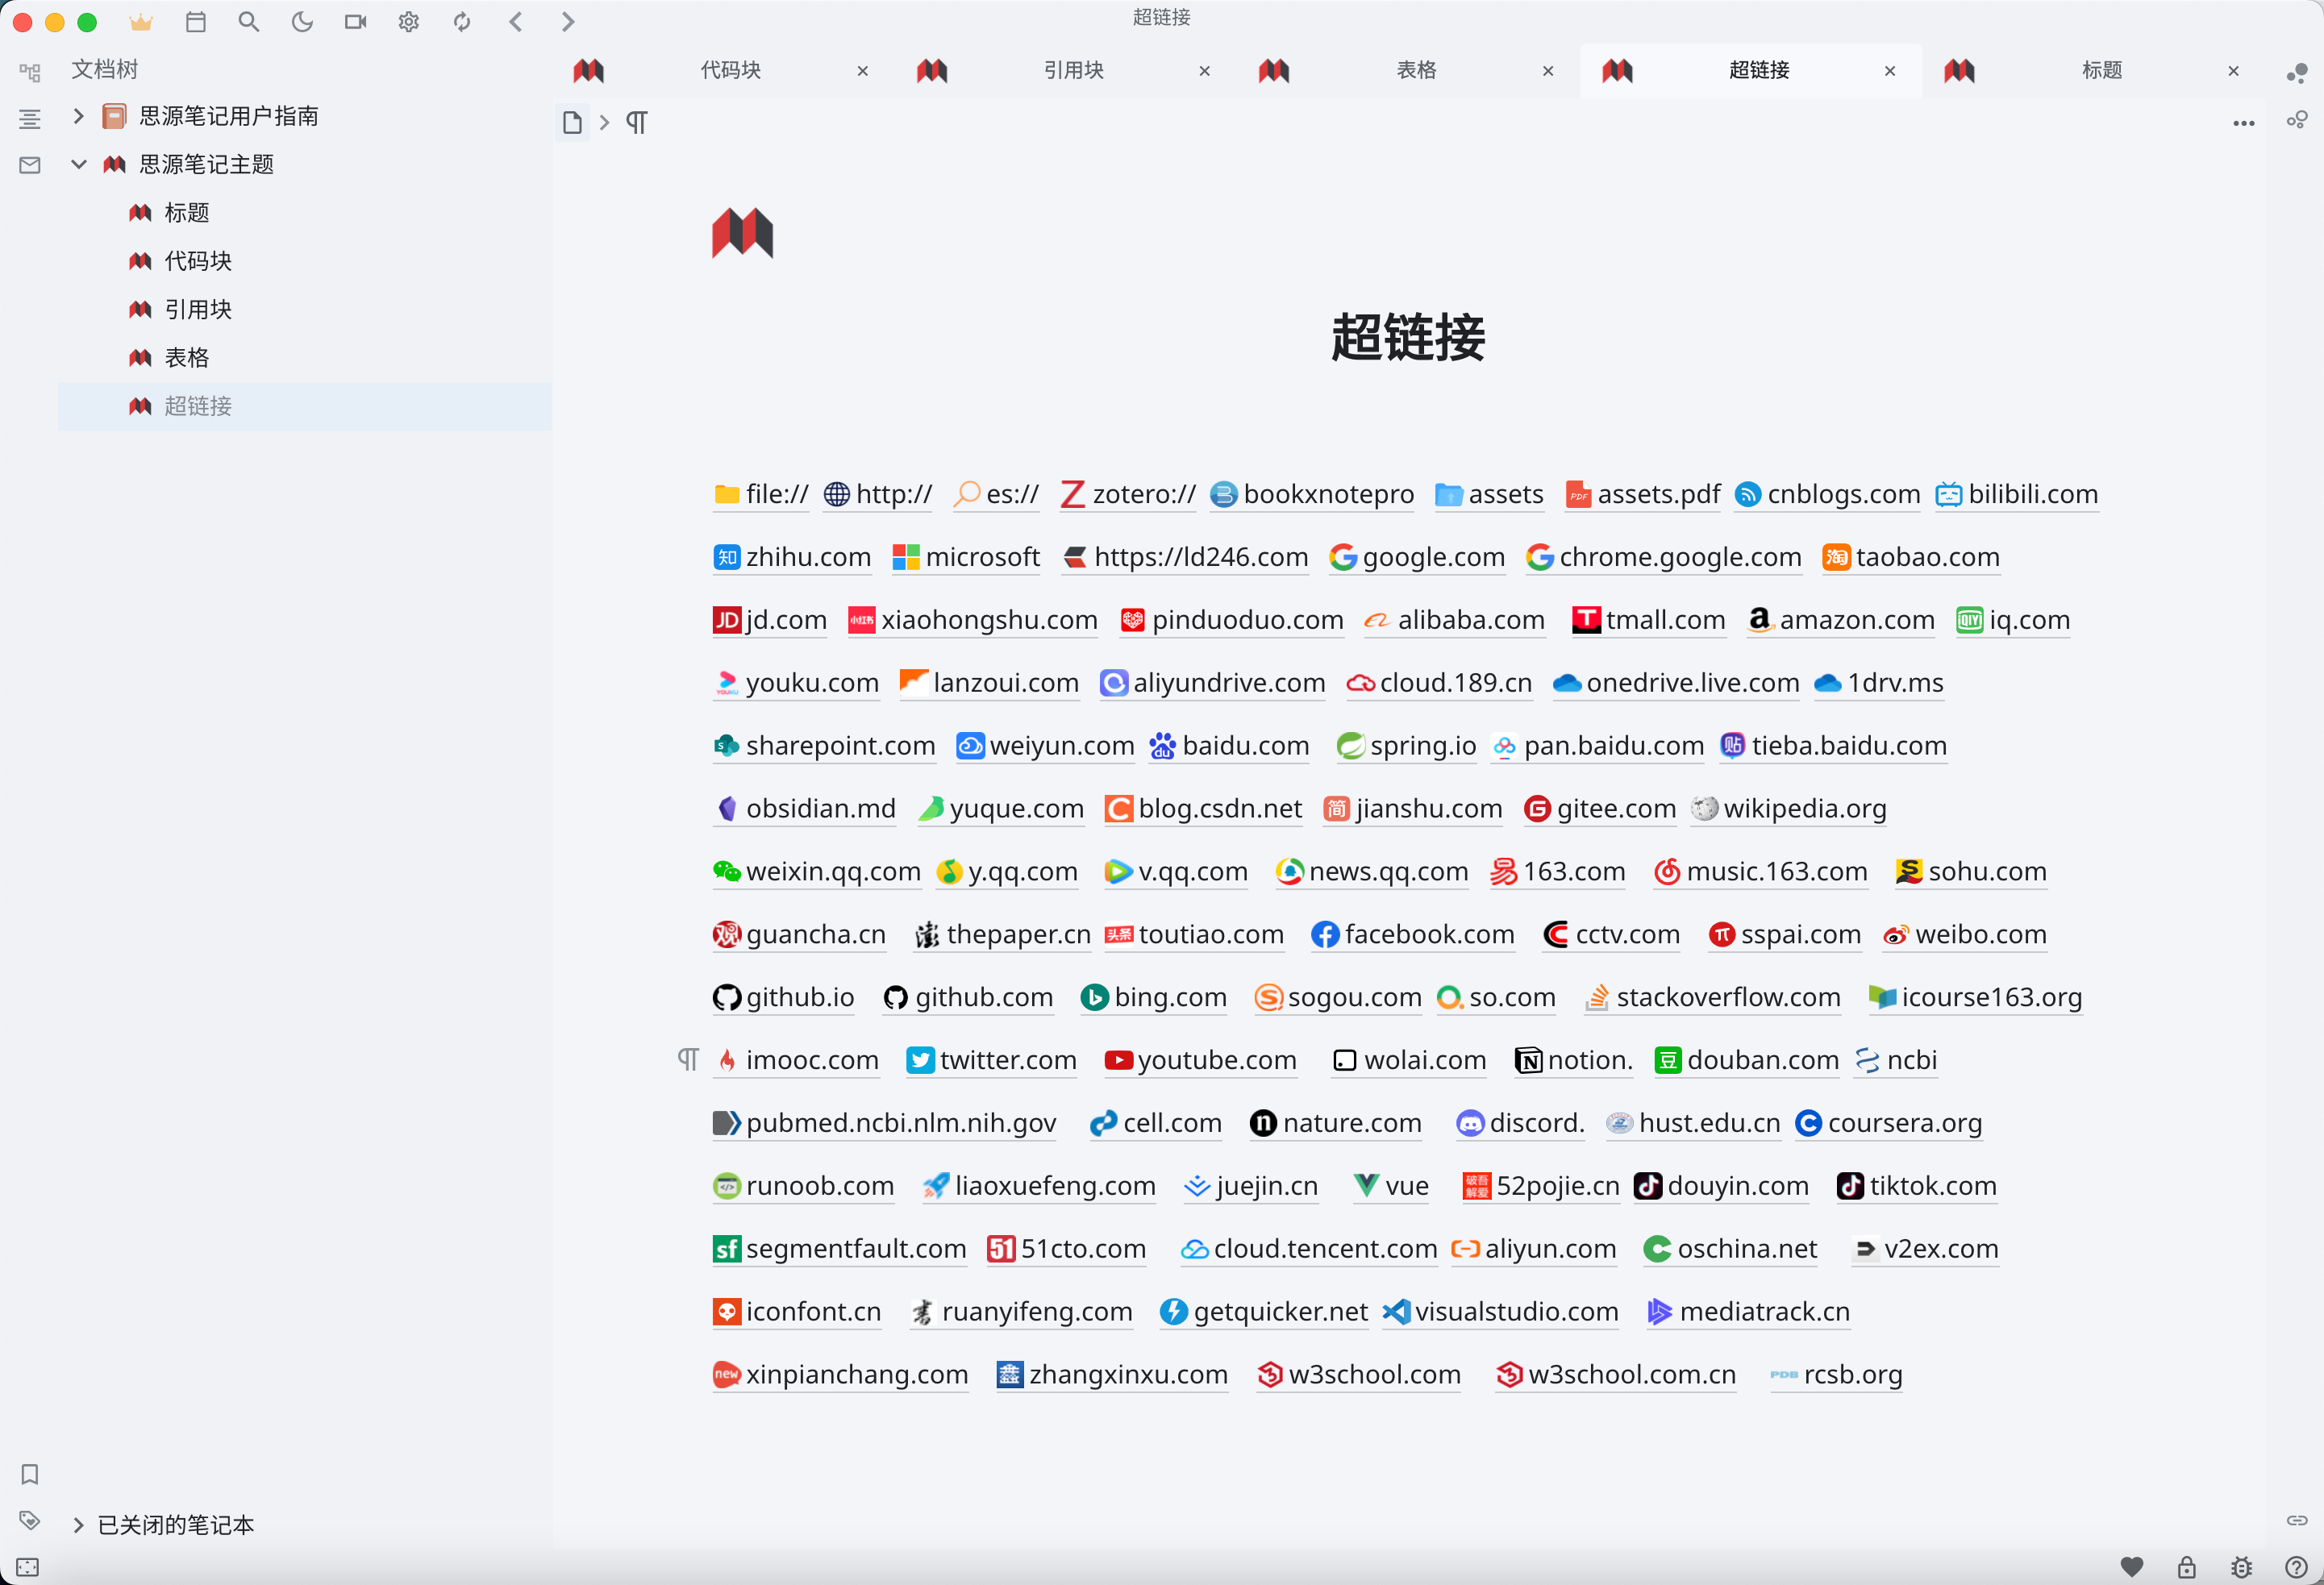 超链接
文档树
思源笔记用户指南
思源笔记主题
标题
代码块
引用块
表格
超链接
已关闭的笔记本
代码块 引用块 表格 超链接 标题
超链接
file:// http:// es:// zotero:// bookxnotepro assets assets.pdf cnblogs.com bilibili.com
zhihu.com microsoft https://ld246.com google.com chrome.google.com taobao.com
jd.com xiaohongshu.com pinduoduo.com alibaba.com tmall.com amazon.com iq.com
youku.com lanzoui.com aliyundrive.com cloud.189.cn onedrive.live.com 1drv.ms
sharepoint.com weiyun.com baidu.com spring.io pan.baidu.com tieba.baidu.com
obsidian.md yuque.com blog.csdn.net jianshu.com gitee.com wikipedia.org
weixin.qq.com y.qq.com v.qq.com news.qq.com 163.com music.163.com sohu.com
guancha.cn thepaper.cn toutiao.com facebook.com cctv.com sspai.com weibo.com
github.io github.com bing.com sogou.com so.com stackoverflow.com icourse163.org
imooc.com twitter.com youtube.com wolai.com notion. douban.com ncbi
pubmed.ncbi.nlm.nih.gov cell.com nature.com discord. hust.edu.cn coursera.org
runoob.com liaoxuefeng.com juejin.cn vue 52pojie.cn douyin.com tiktok.com
segmentfault.com 51cto.com cloud.tencent.com aliyun.com oschina.net v2ex.com
iconfont.cn ruanyifeng.com getquicker.net visualstudio.com mediatrack.cn
xinpianchang.com zhangxinxu.com w3school.com w3school.com.cn rcsb.org